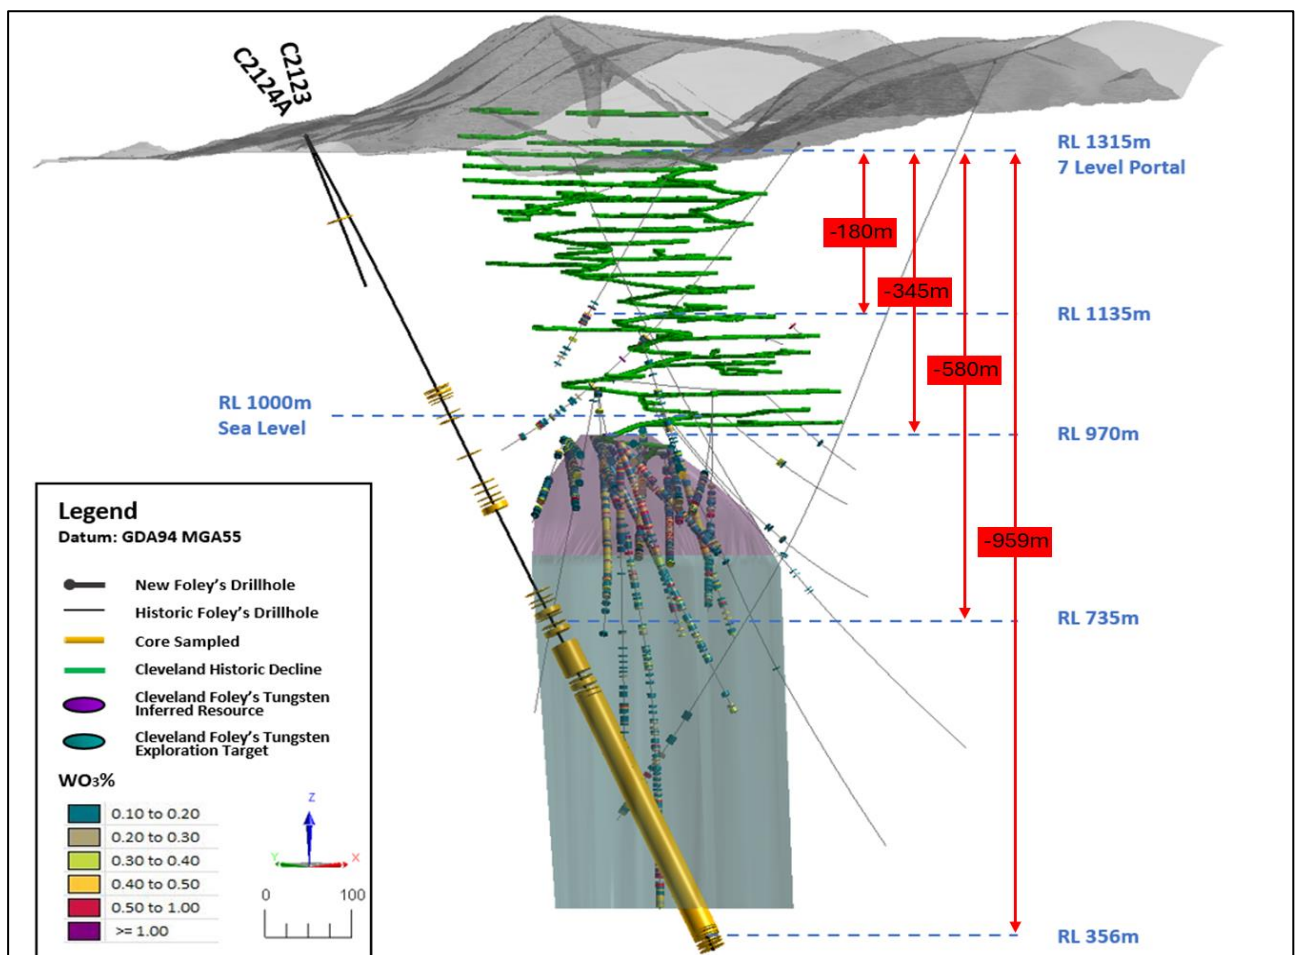 C2123
C2124A
RL 1315m
7 Level Portal
-180m
-345m
RL 1135m
-580m
RL 1000m
Sea Level
RL 970m
-959m
RL 735m
RL 356m
Legend
Datum: GDA94 MGA55
New Foley's Drillhole
Historic Foley's Drillhole
Core Sampled
Cleveland Historic Decline
Cleveland Foley's Tungsten
Inferred Resource
Cleveland Foley's Tungsten
Exploration Target
WO₃%
0.10 to 0.20
0.20 to 0.30
0.30 to 0.40
0.40 to 0.50
0.50 to 1.00
>= 1.00
Z
Y
X
0 100